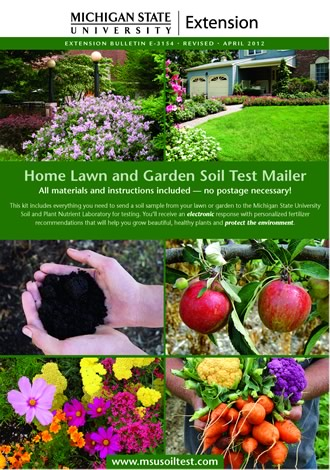 MICHIGAN STATE
UNIVERSITY
Extension
EXTENSION BULLETIN E-3154 • REVISED • APRIL 2012
Home Lawn and Garden Soil Test Mailer
All materials and instructions included — no postage necessary!
This kit includes everything you need to send a soil sample from your lawn or garden to the Michigan State University
Soil and Plant Nutrient Laboratory for testing. You'll receive an electronic response with personalized fertilizer
recommendations that will help you grow beautiful, healthy plants and protect the environment.
www.msusoiltest.com